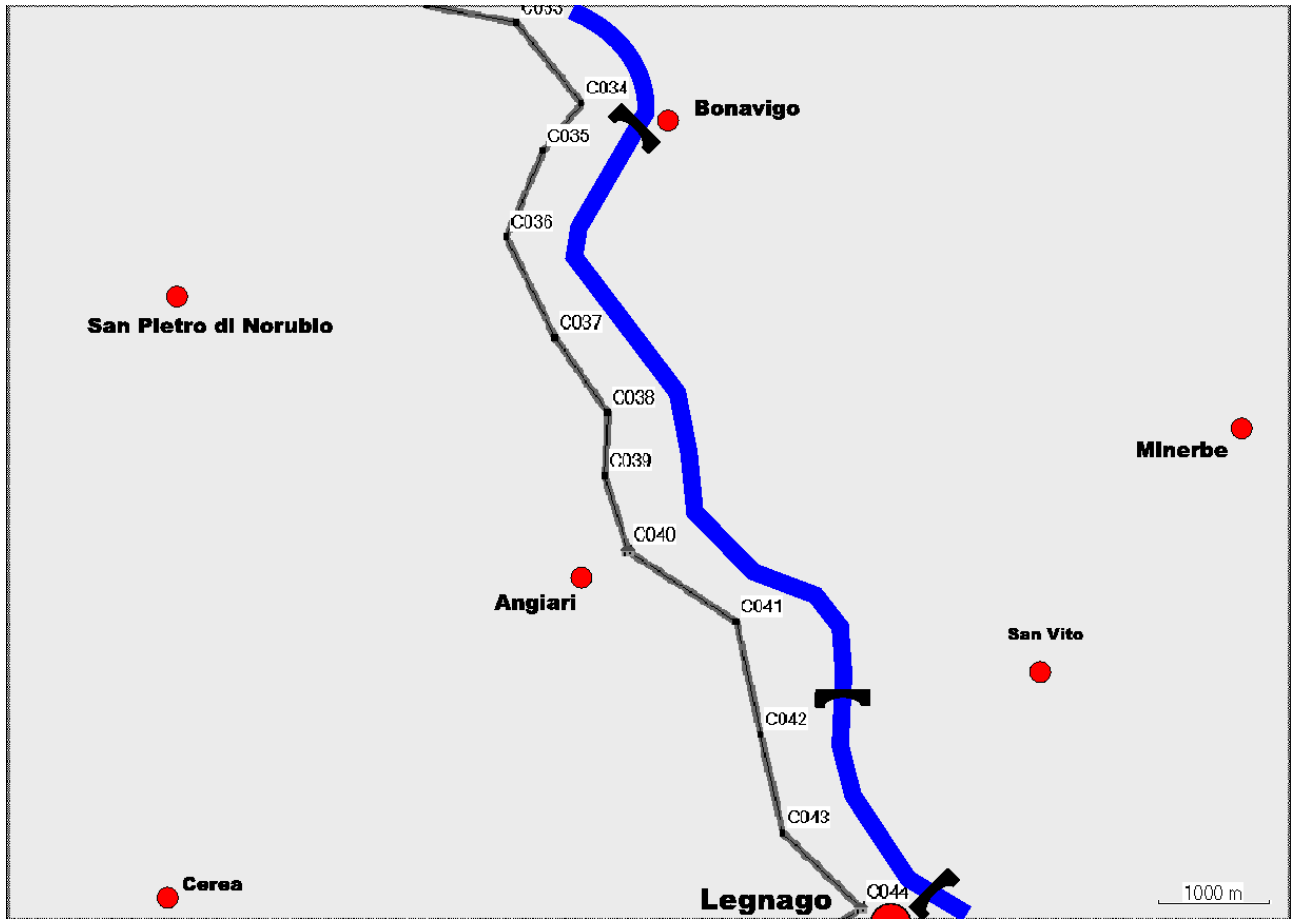 C033
C034
Bonavigo
C035
C036
San Pietro di Norubio
C037
C038
Minerbe
C039
C040
Angiari
C041
San Vito
C042
C043
Cerea
Legnago
C044
1000 m